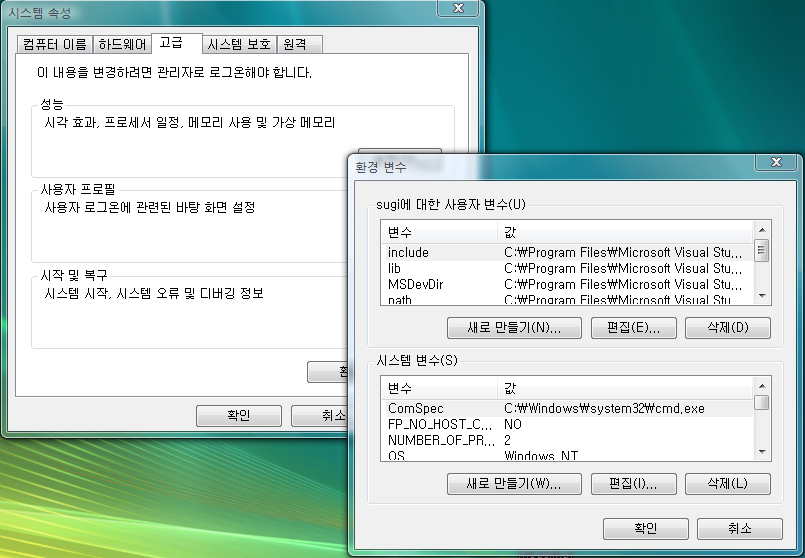 시스템 속성
컴퓨터 이름 하드웨어 고급 시스템 보호 원격
이 내용을 변경하려면 관리자로 로그온해야 합니다.
성능
시각 효과, 프로세서 일정, 메모리 사용 및 가상 메모리
사용자 프로필
사용자 로그온에 관련된 바탕 화면 설정
시작 및 복구
시스템 시작, 시스템 오류 및 디버깅 정보
확인 취소
환경 변수
sugi에 대한 사용자 변수(U)
변수 값
include C:₩Program Files₩Microsoft Visual Stu...
lib C:₩Program Files₩Microsoft Visual Stu...
MSDevDir C:₩Program Files₩Microsoft Visual Stu...
path C:₩Program Files₩Microsoft Visual Stu...
새로 만들기(N)... 편집(E)... 삭제(D)
시스템 변수(S)
변수 값
ComSpec C:₩Windows₩system32₩cmd.exe
FP_NO_HOST_C... NO
NUMBER_OF_PR... 2
OS Windows_NT
새로 만들기(W)... 편집(I)... 삭제(L)
확인 취소